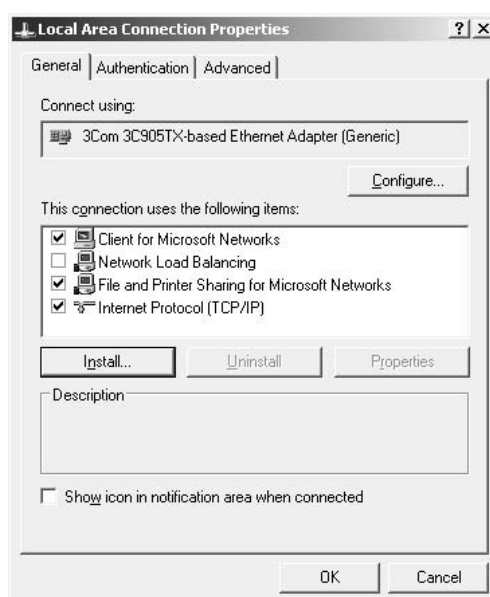 Local Area Connection Properties
? X
General Authentication Advanced
Connect using:
3Com 3C905TX-based Ethernet Adapter (Generic)
Configure...
This connection uses the following items:
Client for Microsoft Networks
Network Load Balancing
File and Printer Sharing for Microsoft Networks
Internet Protocol (TCP/IP)
Install... Uninstall Properties
Description
Show icon in notification area when connected
OK Cancel